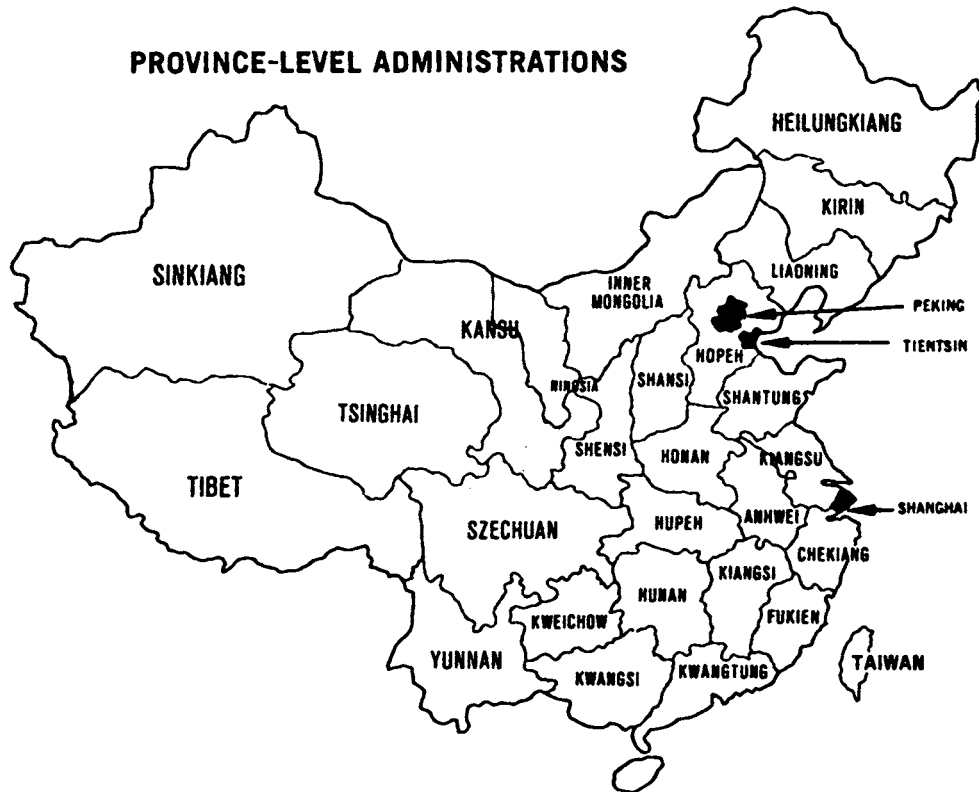 PROVINCE-LEVEL ADMINISTRATIONS
HEILUNGKIANG
KIRIN
LIAONING
SINKIANG
INNER
MONGOLIA
PEKING
KANSU
TIENTSIN
HOPEH
NINGSIA
SHANSI
SHANTUNG
TSINGHAI
SHENSI
HONAN
KIANGSU
TIBET
SHANGHAI
ANHWEI
HUPEH
SZECHUAN
CHEKIANG
KIANGSI
HUNAN
FUKIEN
KWEICHOW
YUNNAN
TAIWAN
KWANGTUNG
KWANGSI